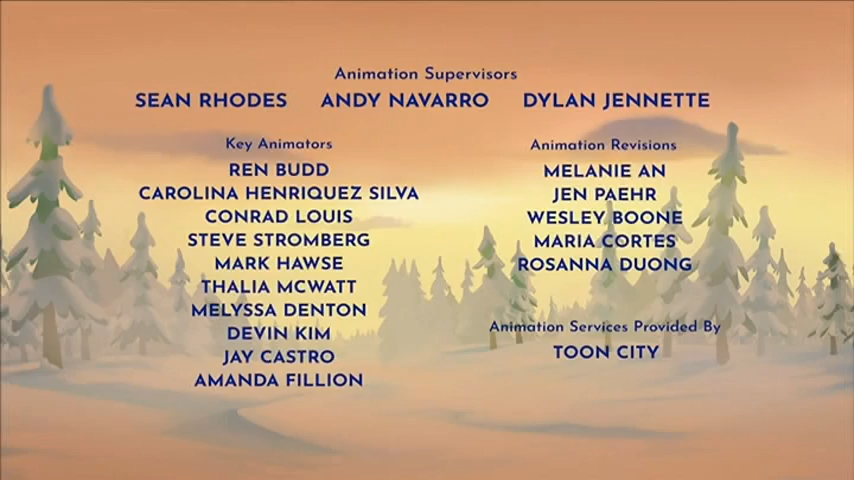 Animation Supervisors
SEAN RHODES ANDY NAVARRO DYLAN JENNETTE
Key Animators
REN BUDD
CAROLINA HENRIQUEZ SILVA
CONRAD LOUIS
STEVE STROMBERG
MARK HAWSE
THALIA MCWATT
MELYSSA DENTON
DEVIN KIM
JAY CASTRO
AMANDA FILLION
Animation Revisions
MELANIE AN
JEN PAEHR
WESLEY BOONE
MARIA CORTES
ROSANNA DUONG
Animation Services Provided By
TOON CITY